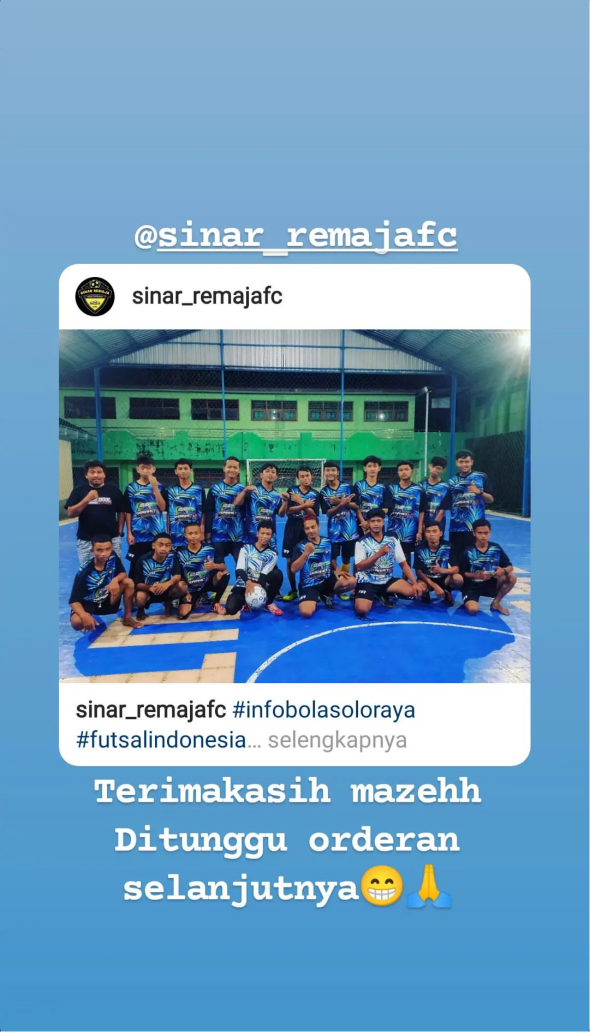 @sinar_remajafc
sinar_remajafc
sinar_remajafc #infobolasoloraya
#futsalindonesia... selengkapnya
Terimakasih mazehh
Ditunggu orderan
selanjutnya😁🙏